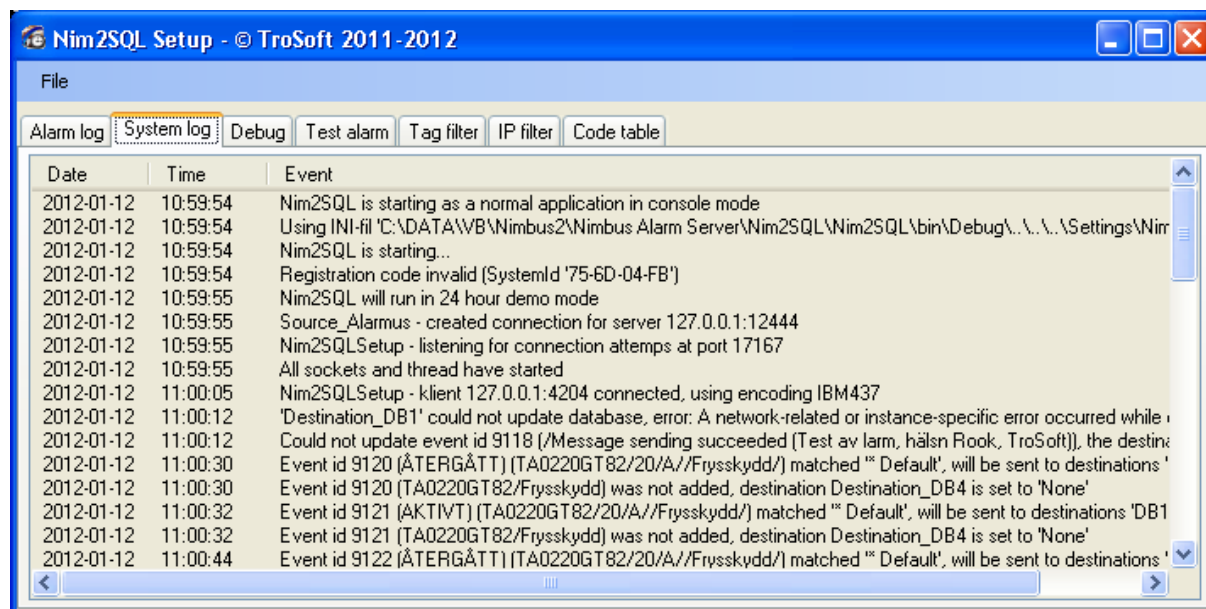 Nim2SQL Setup - © TroSoft 2011-2012
File
Alarm log System log Debug Test alarm Tag filter IP filter Code table
Date Time Event
2012-01-12 10:59:54 Nim2SQL is starting as a normal application in console mode
2012-01-12 10:59:54 Using INI-fil 'C:\DATA\VB\Nimbus2\Nimbus Alarm Server\Nim2SQL\Nim2SQL\bin\Debug\..\..\..\Settings\Nim
2012-01-12 10:59:54 Nim2SQL is starting...
2012-01-12 10:59:54 Registration code invalid (SystemId '75-6D-04-FB')
2012-01-12 10:59:55 Nim2SQL will run in 24 hour demo mode
2012-01-12 10:59:55 Source_Alarmus - created connection for server 127.0.0.1:12444
2012-01-12 10:59:55 Nim2SQLSetup - listening for connection attemps at port 17167
2012-01-12 10:59:55 All sockets and thread have started
2012-01-12 11:00:05 Nim2SQLSetup - klient 127.0.0.1:4204 connected, using encoding IBM437
2012-01-12 11:00:12 'Destination_DB1' could not update database, error: A network-related or instance-specific error occurred while
2012-01-12 11:00:12 Could not update event id 9118 (/Message sending succeeded (Test av larm, hälsn Rook, TroSoft)), the destina
2012-01-12 11:00:30 Event id 9120 (ÅTERGÅTT) (TA0220GT82/20/A//Frysskydd/) matched '* Default', will be sent to destinations '
2012-01-12 11:00:30 Event id 9120 (TA0220GT82/Frysskydd) was not added, destination Destination_DB4 is set to 'None'
2012-01-12 11:00:32 Event id 9121 (AKTIVT) (TA0220GT82/20/A//Frysskydd/) matched '* Default', will be sent to destinations 'DB1
2012-01-12 11:00:32 Event id 9121 (TA0220GT82/Frysskydd) was not added, destination Destination_DB4 is set to 'None'
2012-01-12 11:00:44 Event id 9122 (ÅTERGÅTT) (TA0220GT82/20/A//Frysskydd/) matched '* Default', will be sent to destinations '